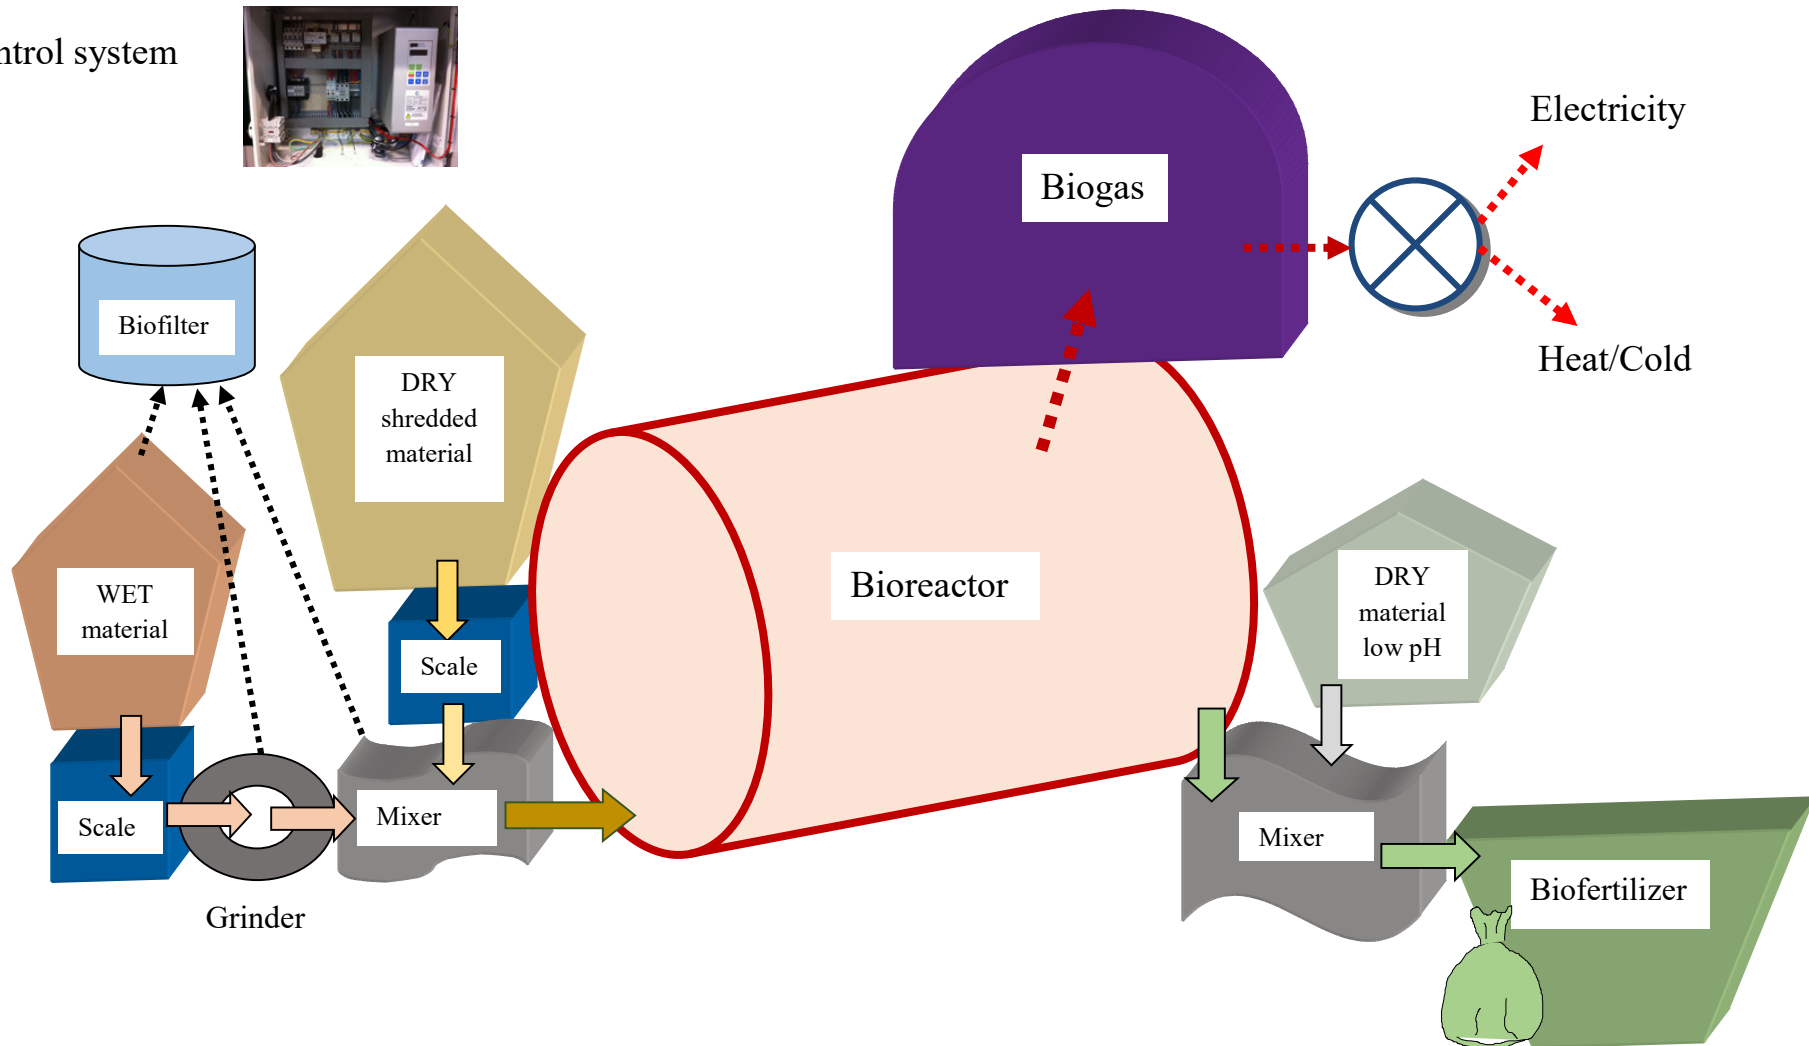 ntrol system
Electricity
Biogas
Biofilter
Heat/Cold
DRY
shredded
material
WET
material
Scale
Bioreactor
DRY
material
low pH
Scale
Mixer
Mixer
Grinder
Biofertilizer